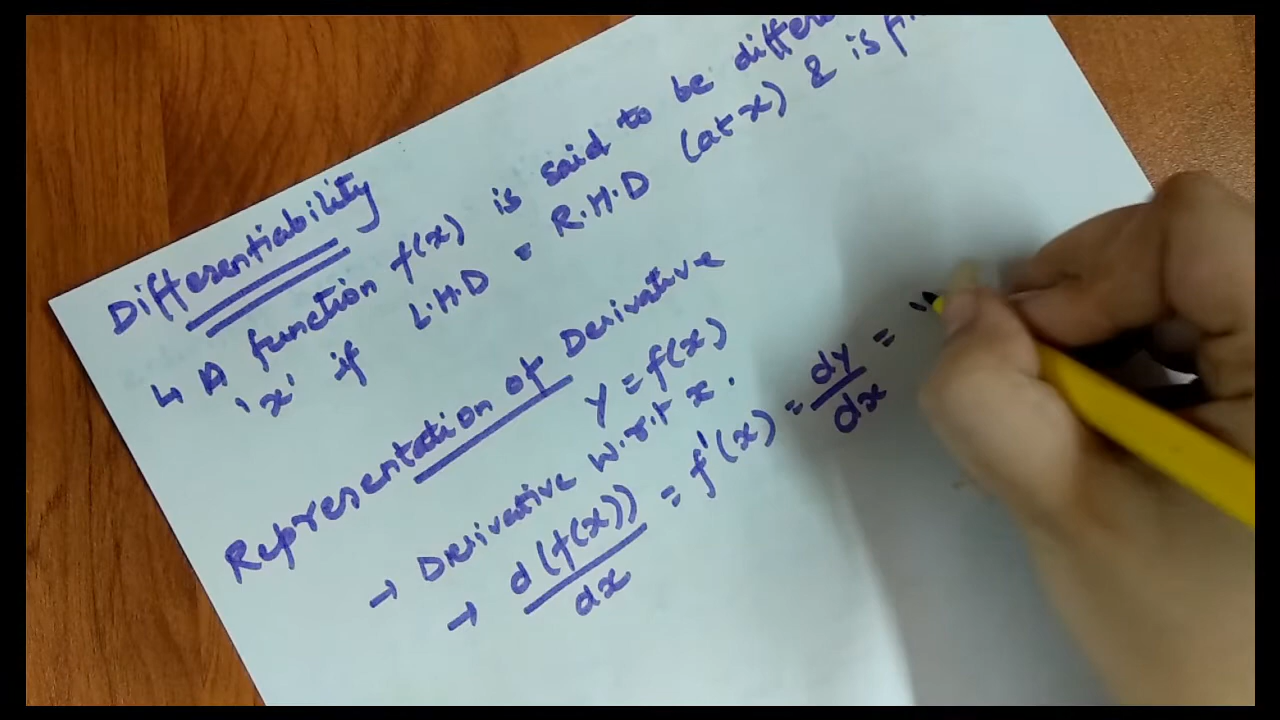 Differentiability
↳ A function f(x) is said to be
'x' if L.H.D = R.H.D (at x) & is
Representation of Derivative
y = f(x)
→ Derivative w.r.t x.
→ d(f(x))/dx = f'(x) = dy/dx =